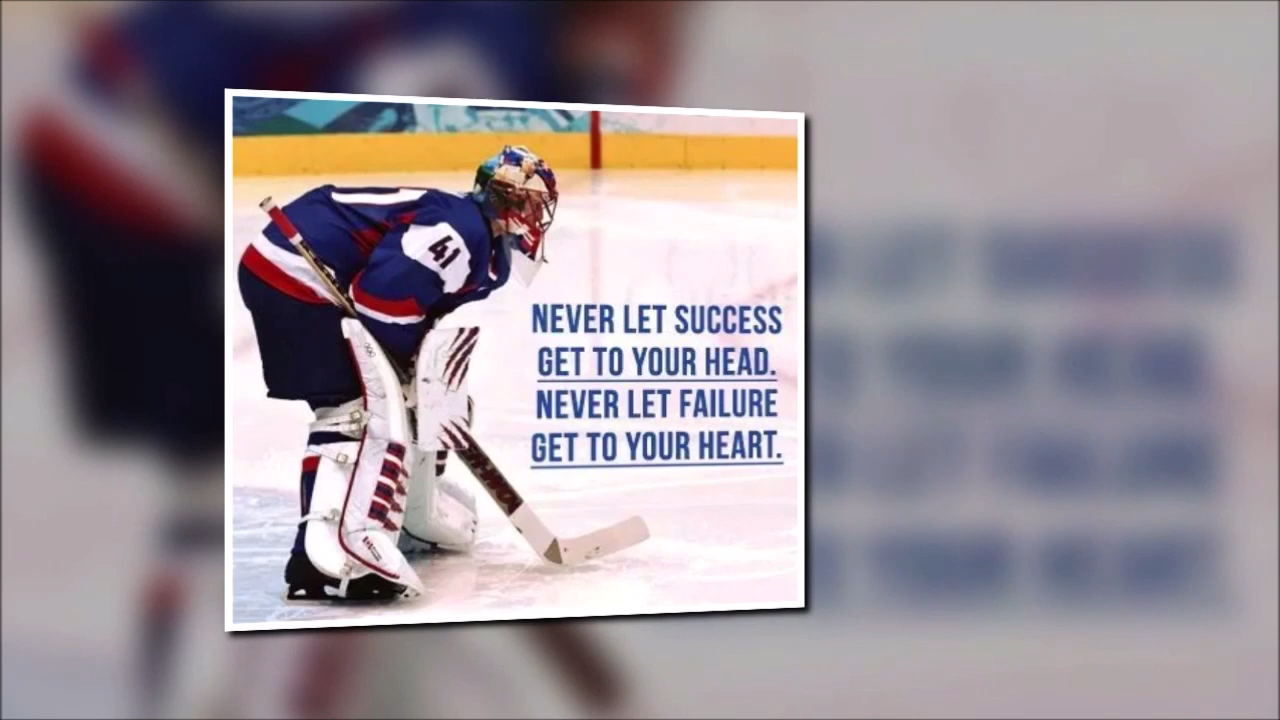 41
NEVER LET SUCCESS
GET TO YOUR HEAD.
NEVER LET FAILURE
GET TO YOUR HEART.